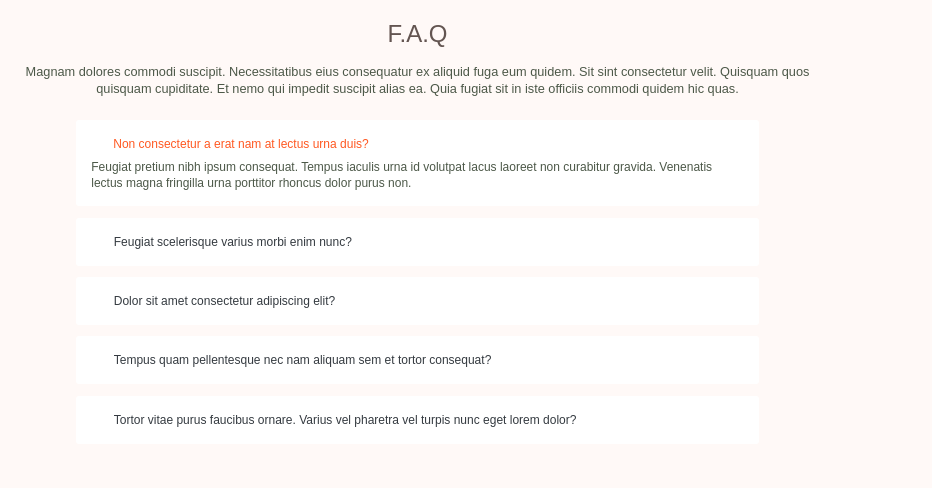 F.A.Q
Magnam dolores commodi suscipit. Necessitatibus eius consequatur ex aliquid fuga eum quidem. Sit sint consectetur velit. Quisquam quos
quisquam cupiditate. Et nemo qui impedit suscipit alias ea. Quia fugiat sit in iste officiis commodi quidem hic quas.
Non consectetur a erat nam at lectus urna duis?
Feugiat pretium nibh ipsum consequat. Tempus iaculis urna id volutpat lacus laoreet non curabitur gravida. Venenatis
lectus magna fringilla urna porttitor rhoncus dolor purus non.
Feugiat scelerisque varius morbi enim nunc?
Dolor sit amet consectetur adipiscing elit?
Tempus quam pellentesque nec nam aliquam sem et tortor consequat?
Tortor vitae purus faucibus ornare. Varius vel pharetra vel turpis nunc eget lorem dolor?